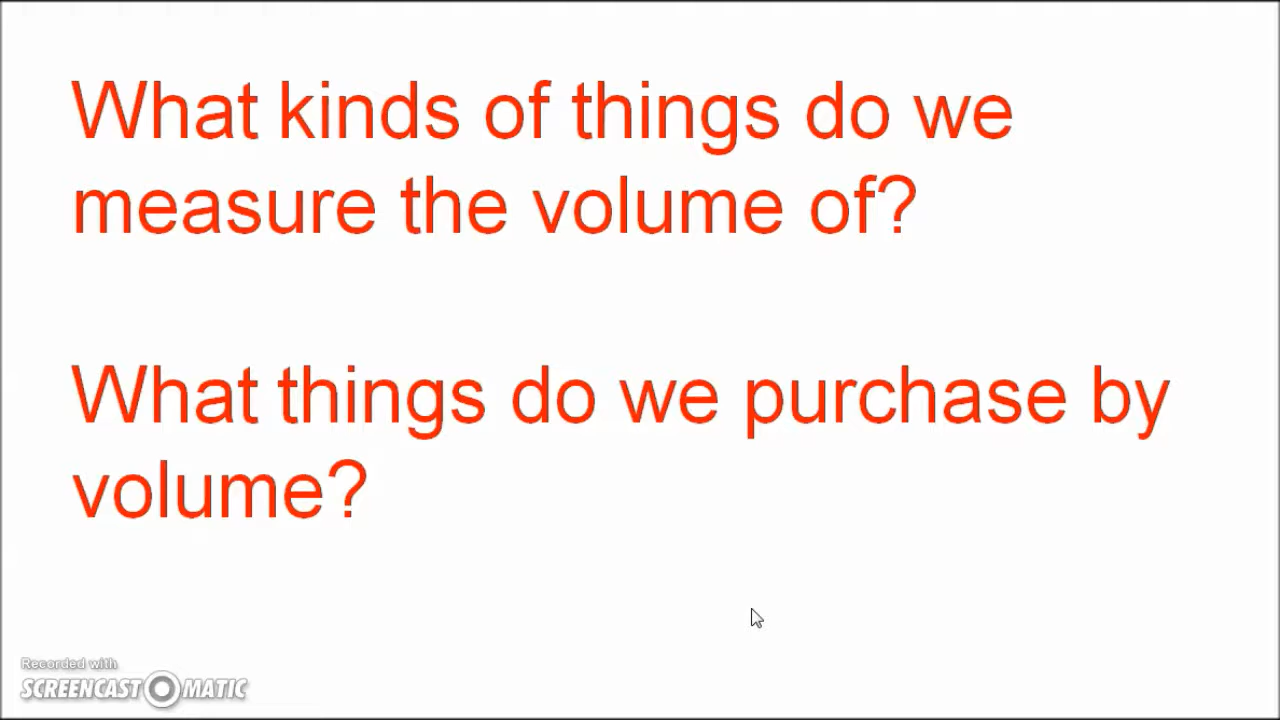 What kinds of things do we
measure the volume of?
What things do we purchase by
volume?
Recorded with
SCREENCAST MATIC